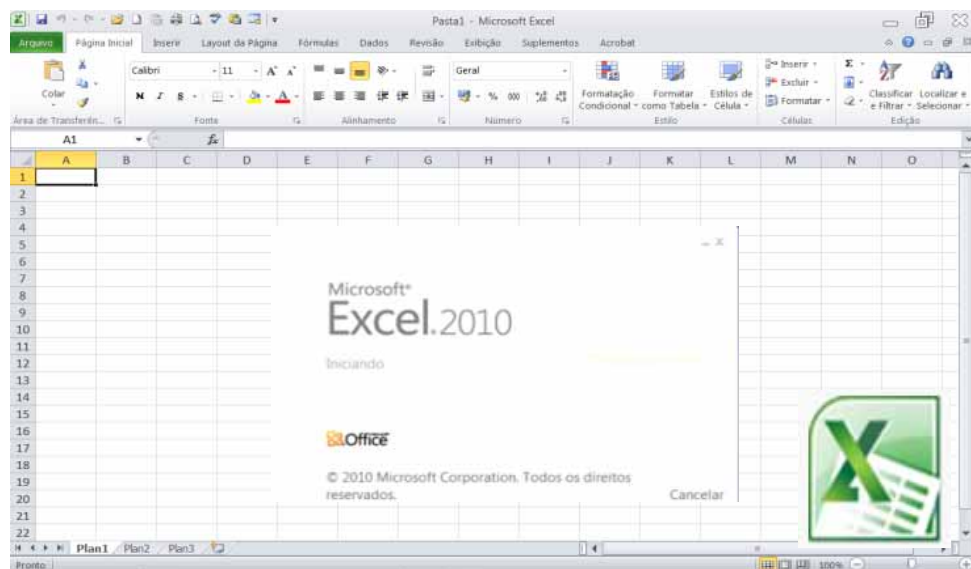 Pasta1 - Microsoft Excel
Arquivo Página Inicial Inserir Layout da Página Fórmulas Dados Revisão Exibição Suplementos Acrobat
Colar
Calibri 11
N I S
Geral
% 000
Formatação Condicional
Formatar como Tabela
Estilos de Célula
Inserir
Excluir
Formatar
Σ
Classificar e Filtrar
Localizar e Selecionar
Área de Transferên... Fonte Alinhamento Número Estilo Células Edição
A1 fx
A B C D E F G H I J K L M N O
1
2
3
4
5
6
7
8
9
10
11
12
13
14
15
16
17
18
19
20
21
22
Microsoft®
Excel.2010
Iniciando
Office
© 2010 Microsoft Corporation. Todos os direitos
reservados.
Cancelar
Plan1 Plan2 Plan3
Pronto 100%